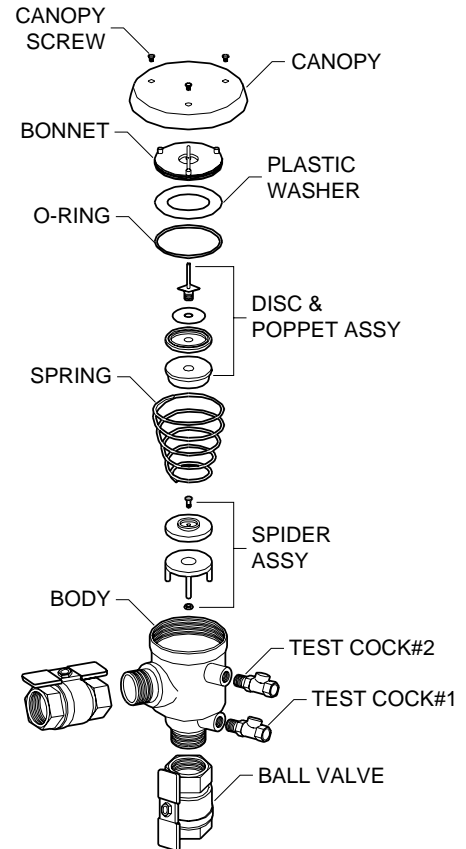 CANOPY
SCREW
CANOPY
BONNET
PLASTIC
WASHER
O-RING
DISC &
POPPET ASSY
SPRING
SPIDER
ASSY
BODY
TEST COCK#2
TEST COCK#1
BALL VALVE